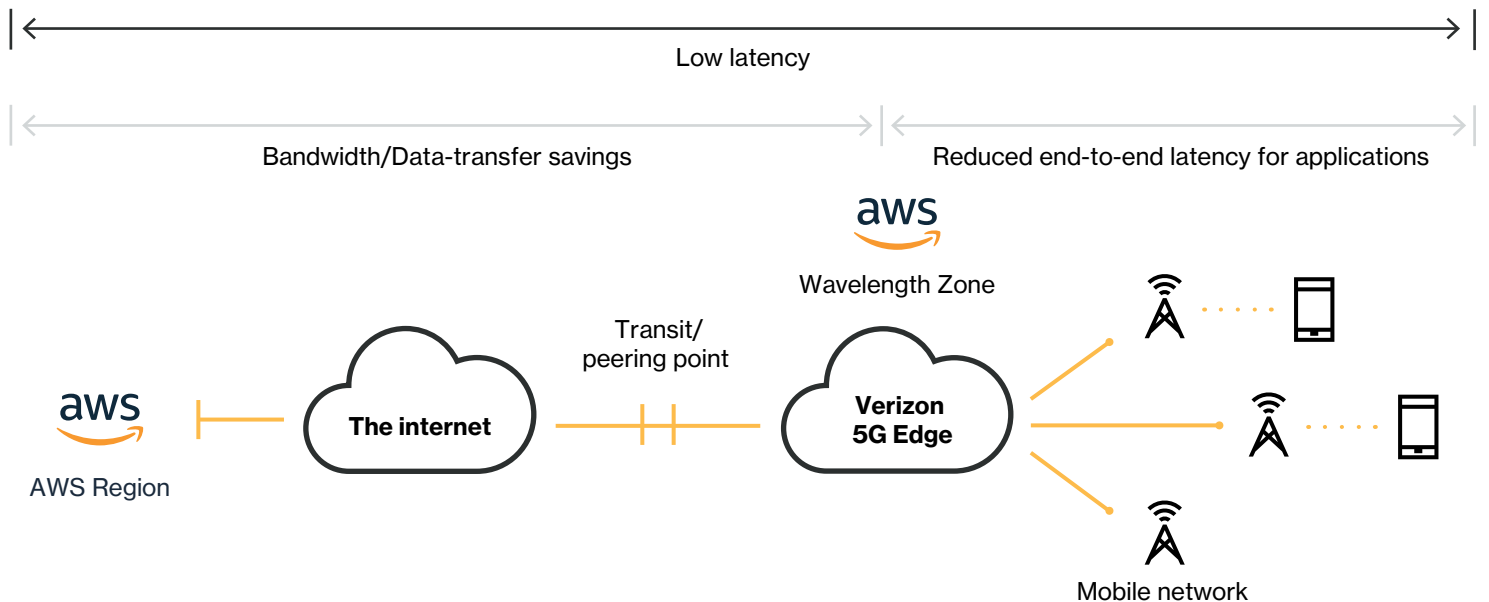 Low latency
Bandwidth/Data-transfer savings
Reduced end-to-end latency for applications
aws
Wavelength Zone
Transit/
peering point
aws
AWS Region
The internet
Verizon
5G Edge
Mobile network